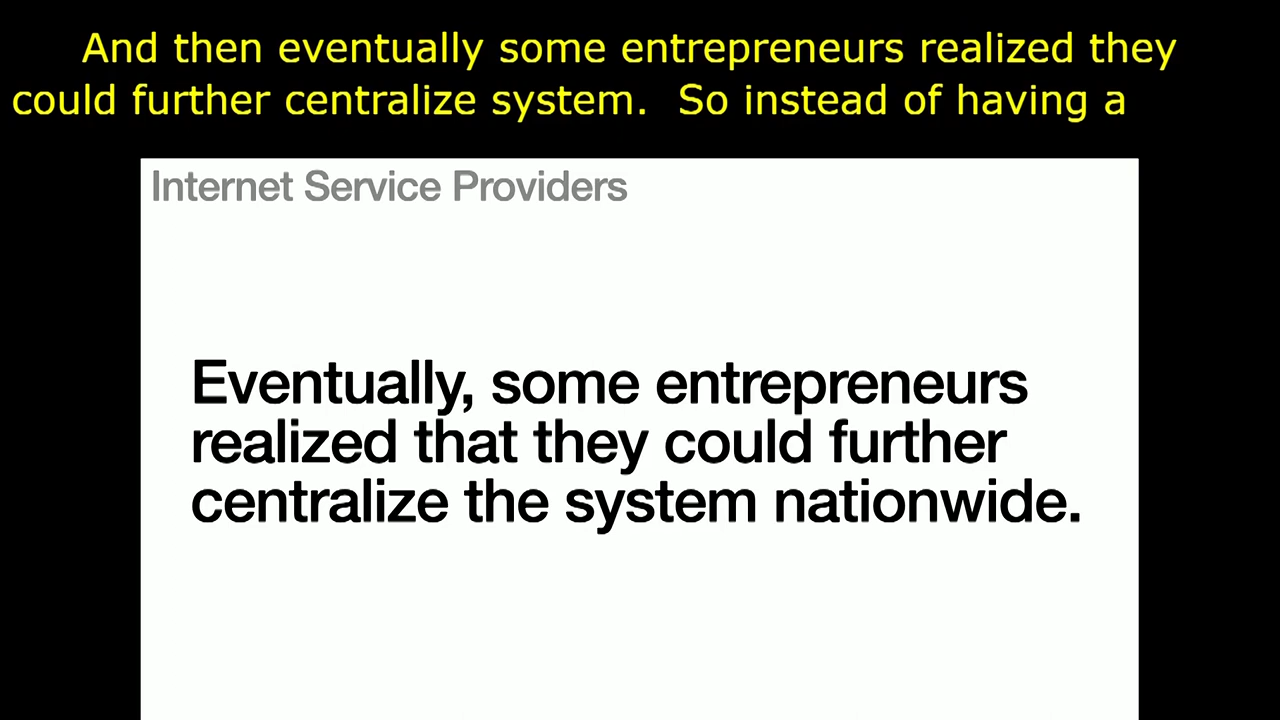 And then eventually some entrepreneurs realized they
could further centralize system.  So instead of having a
Internet Service Providers
Eventually, some entrepreneurs
realized that they could further
centralize the system nationwide.